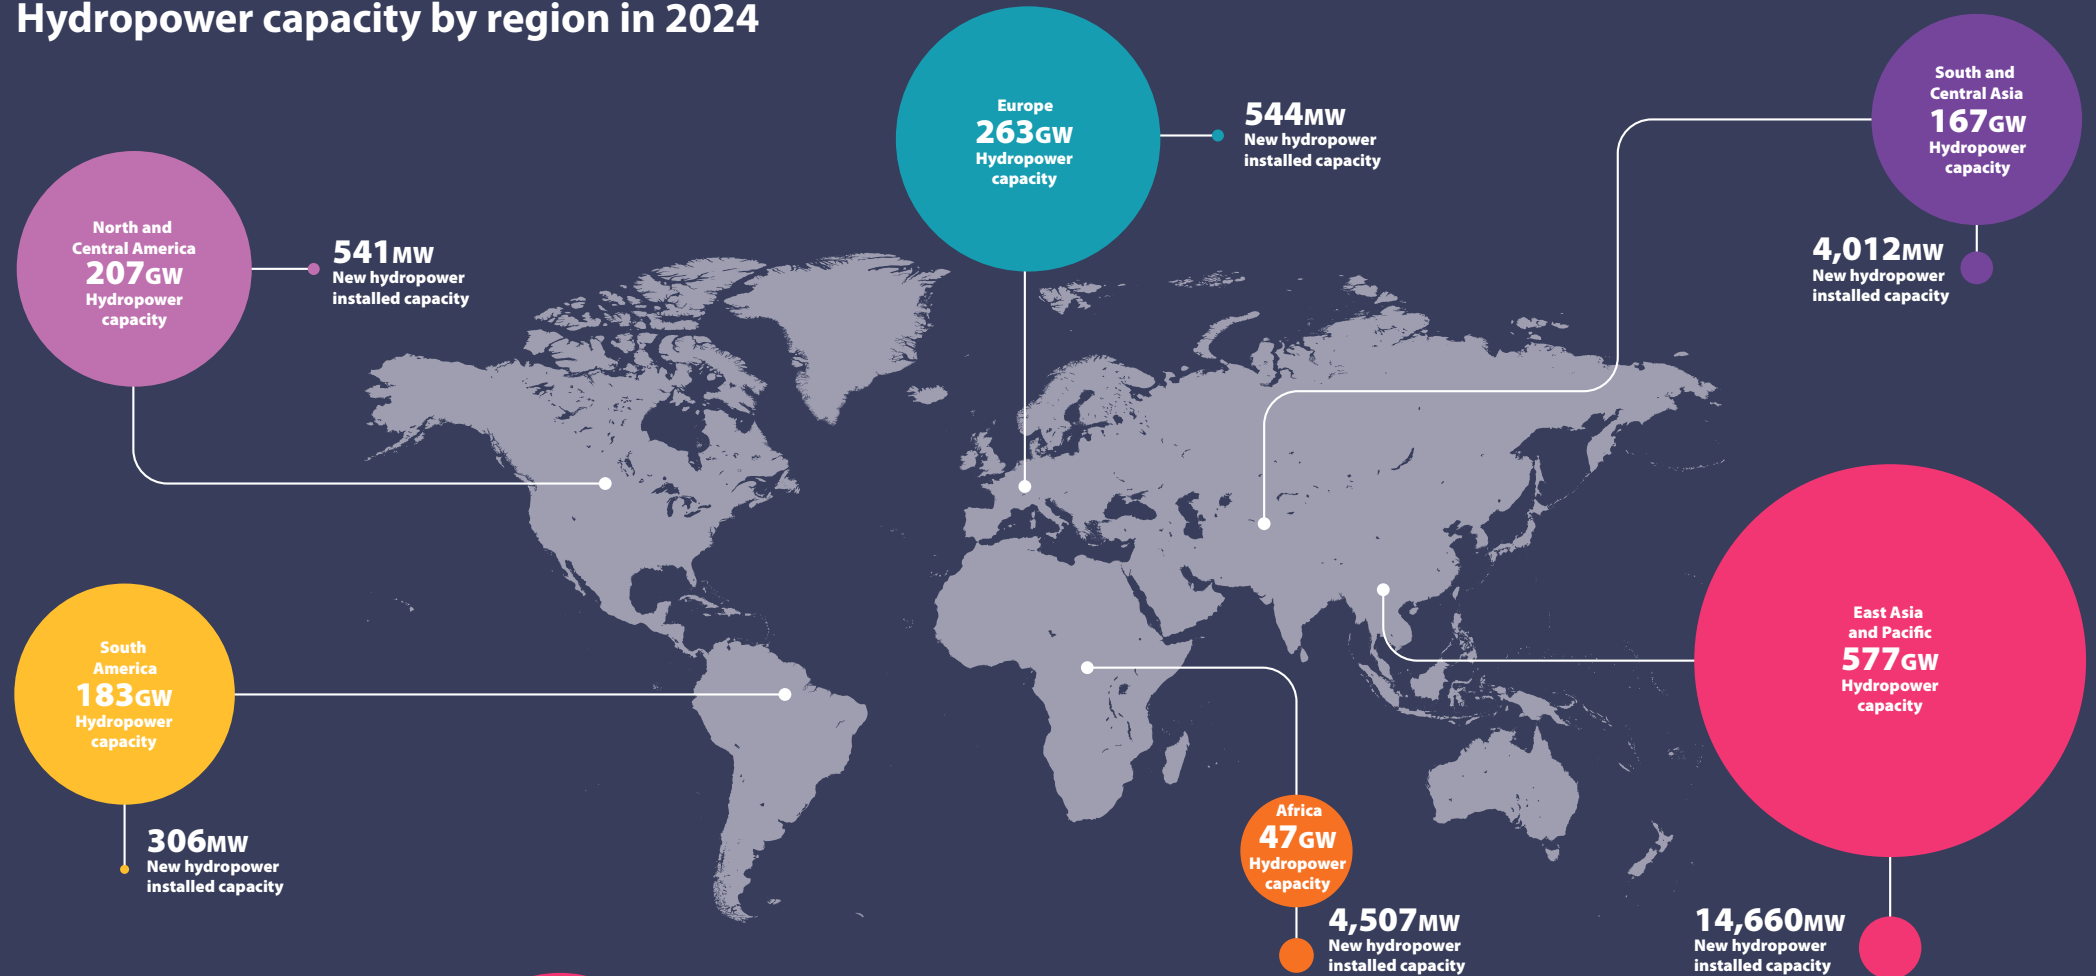 Hydropower capacity by region in 2024
North and
Central America
207GW
Hydropower
capacity
541MW
New hydropower
installed capacity
Europe
263GW
Hydropower
capacity
544MW
New hydropower
installed capacity
South and
Central Asia
167GW
Hydropower
capacity
4,012MW
New hydropower
installed capacity
South
America
183GW
Hydropower
capacity
306MW
New hydropower
installed capacity
Africa
47GW
Hydropower
capacity
4,507MW
New hydropower
installed capacity
East Asia
and Pacific
577GW
Hydropower
capacity
14,660MW
New hydropower
installed capacity